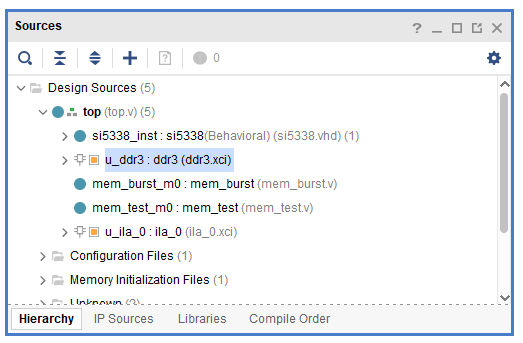 Sources
? _
0
Design Sources (5)
top (top.v) (5)
si5338_inst : si5338(Behavioral) (si5338.vhd) (1)
u_ddr3 : ddr3 (ddr3.xci)
mem_burst_m0 : mem_burst (mem_burst.v)
mem_test_m0 : mem_test (mem_test.v)
u_ila_0 : ila_0 (ila_0.xci)
Configuration Files (1)
Memory Initialization Files (1)
Unknown (2)
Hierarchy IP Sources Libraries Compile Order